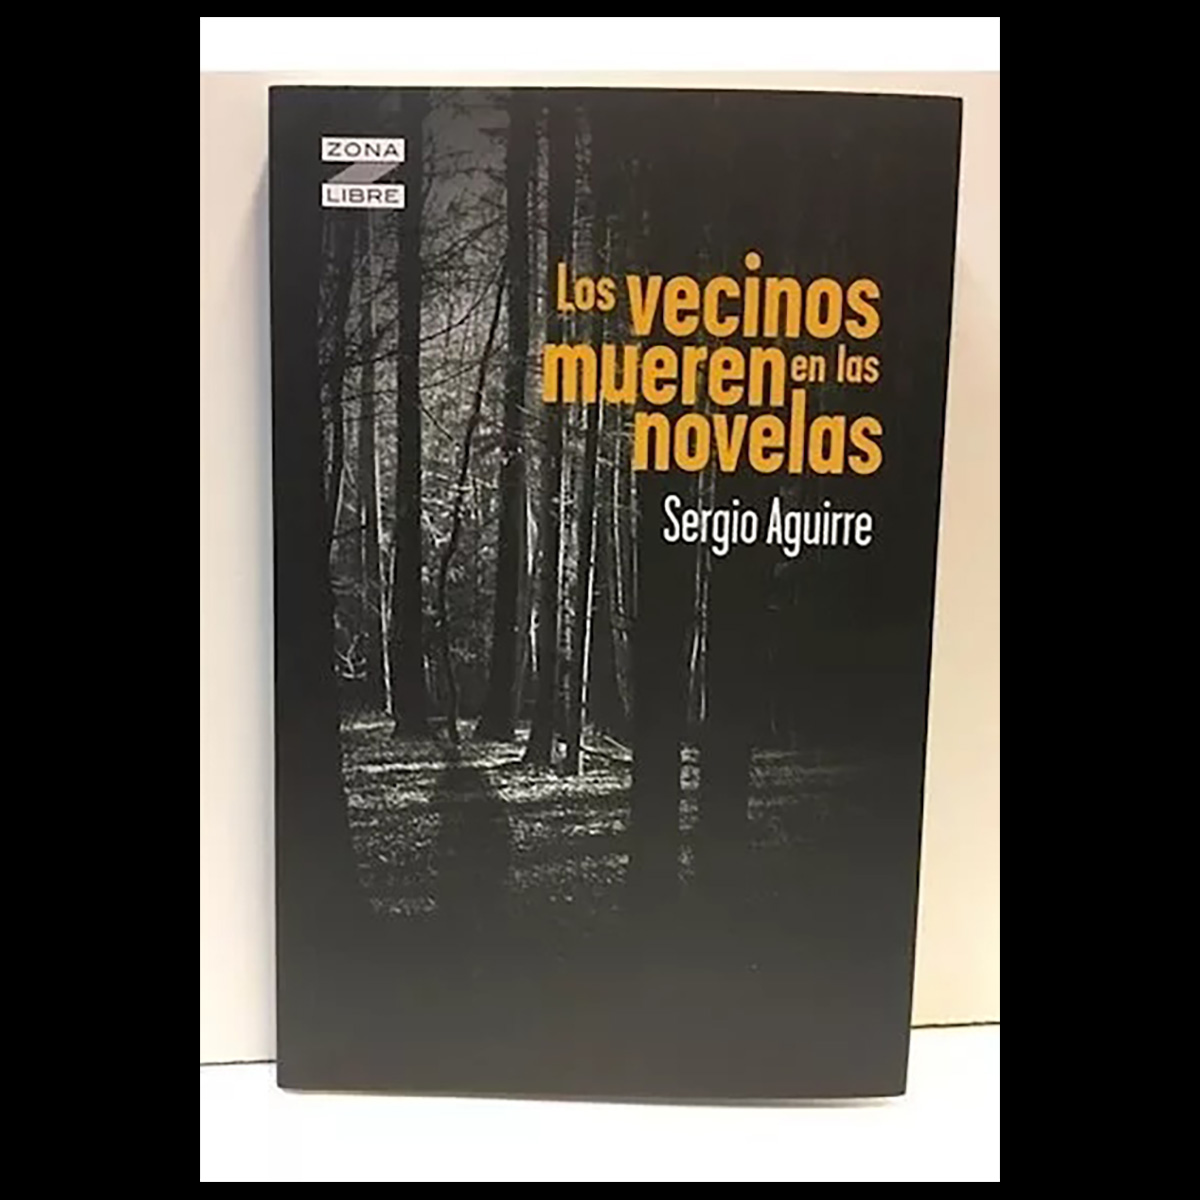 ZONA
LIBRE
Los vecinos
mueren en las
novelas
Sergio Aguirre